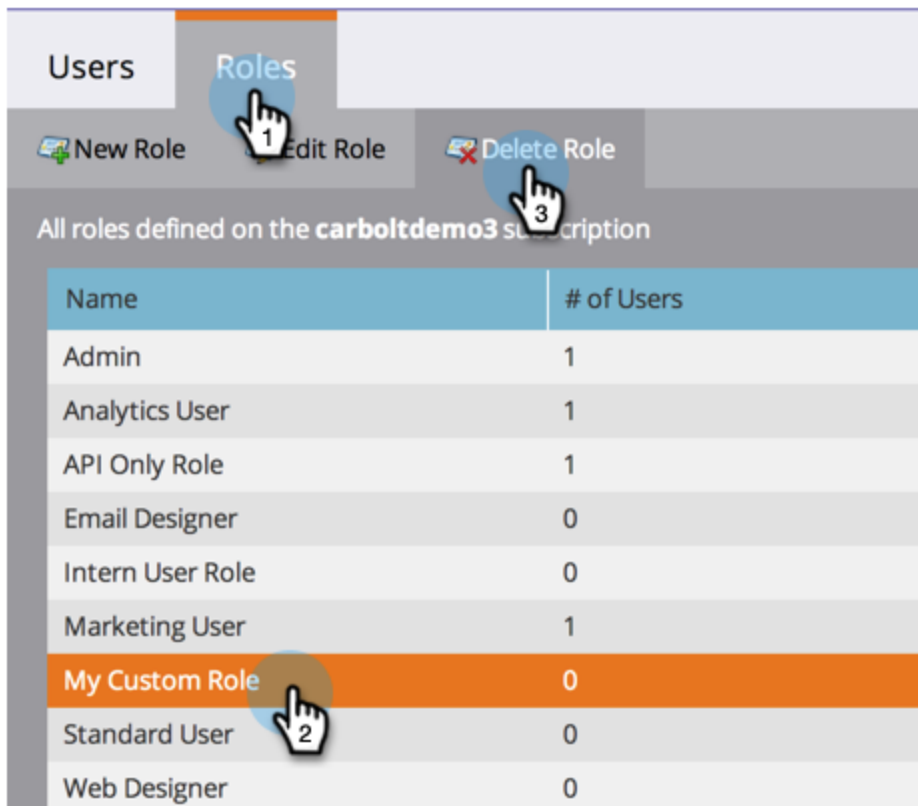 Users Roles
1
New Role Edit Role Delete Role
3
All roles defined on the carboltdemo3 subscription
Name # of Users
Admin 1
Analytics User 1
API Only Role 1
Email Designer 0
Intern User Role 0
Marketing User 1
My Custom Role 0
2
Standard User 0
Web Designer 0